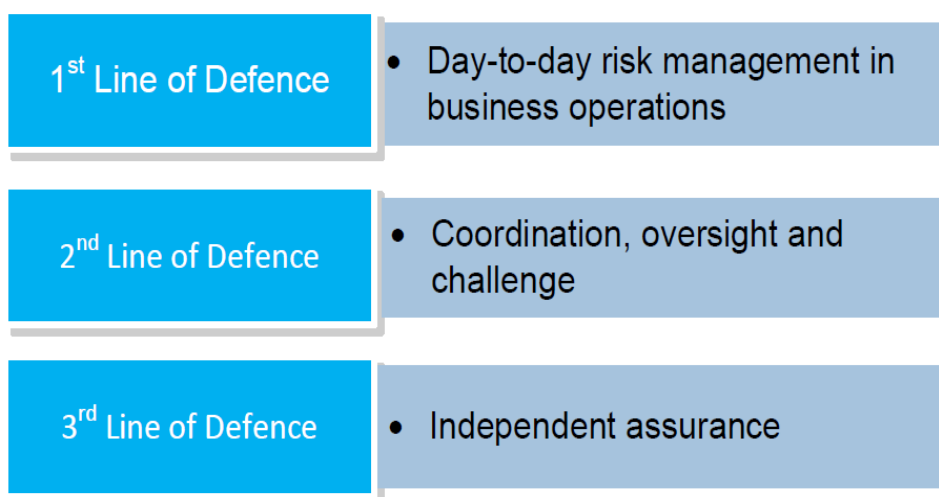 1st Line of Defence
• Day-to-day risk management in
business operations
2nd Line of Defence
• Coordination, oversight and
challenge
3rd Line of Defence
• Independent assurance